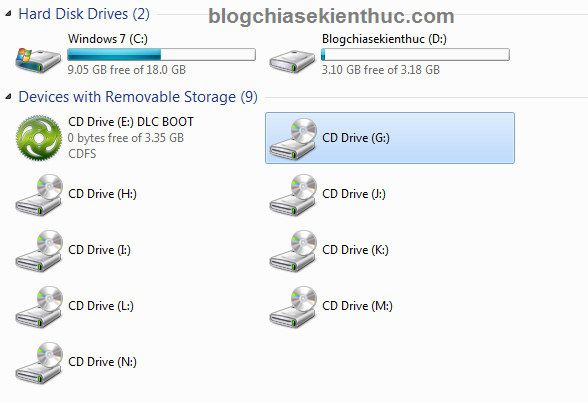 blogchiasekienthuc.com
Hard Disk Drives (2)
Windows 7 (C:)
9.05 GB free of 18.0 GB
Blogchiasekienthuc (D:)
3.10 GB free of 3.18 GB
Devices with Removable Storage (9)
CD Drive (E:) DLC BOOT
0 bytes free of 3.35 GB
CDFS
CD Drive (G:)
CD Drive (H:)
CD Drive (J:)
CD Drive (I:)
CD Drive (K:)
CD Drive (L:)
CD Drive (M:)
CD Drive (N:)